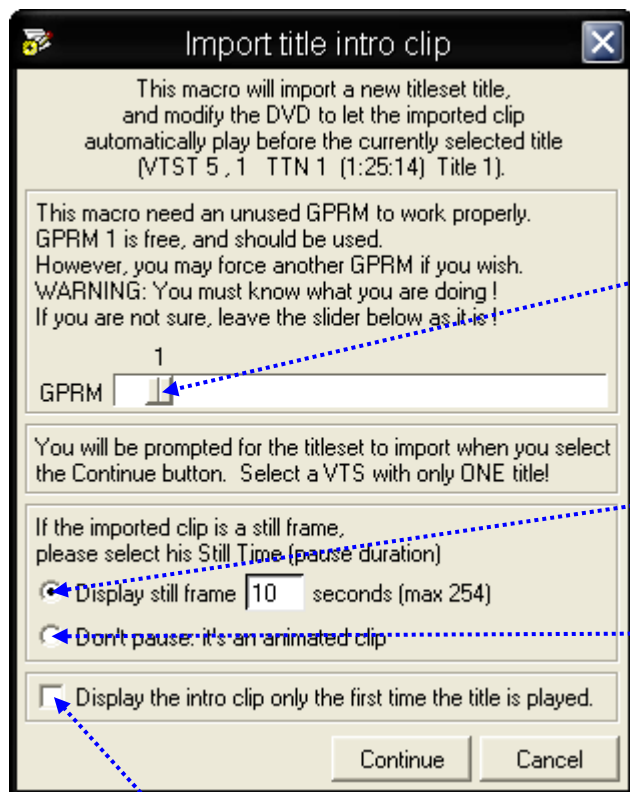 Import title intro clip
This macro will import a new titleset title,
and modify the DVD to let the imported clip
automatically play before the currently selected title
(VTST 5 , 1 TTN 1 (1:25:14) Title 1).
This macro need an unused GPRM to work properly.
GPRM 1 is free, and should be used.
However, you may force another GPRM if you wish.
WARNING: You must know what you are doing !
If you are not sure, leave the slider below as it is !
1
GPRM
You will be prompted for the titleset to import when you select
the Continue button. Select a VTS with only ONE title!
If the imported clip is a still frame,
please select his Still Time (pause duration)
Display still frame 10 seconds (max 254)
Don't pause: it's an animated clip
Display the intro clip only the first time the title is played.
Continue Cancel